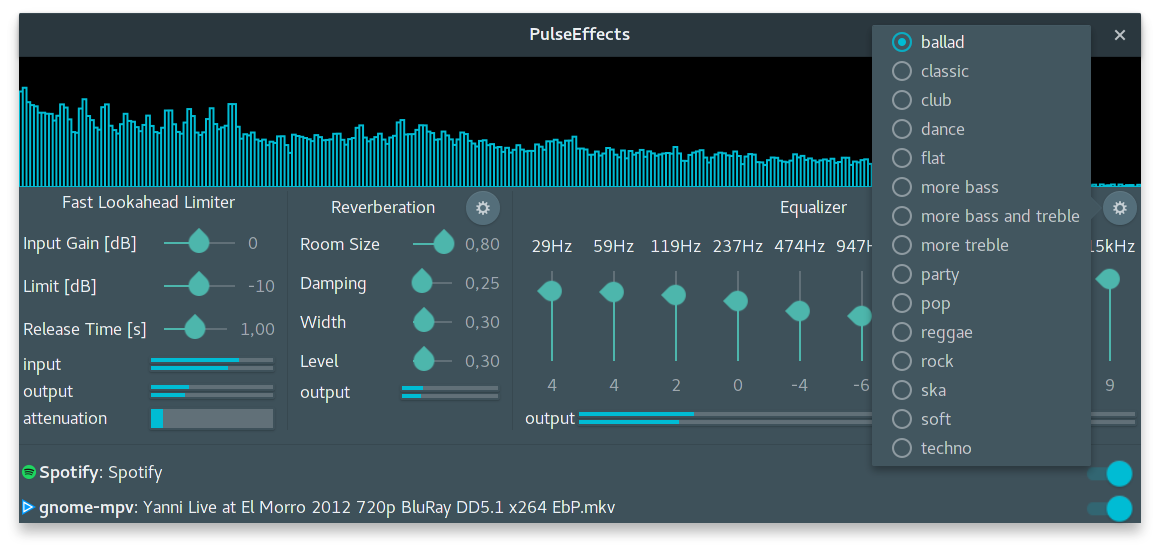 PulseEffects
ballad
classic
club
dance
flat
more bass
more bass and treble
more treble
party
pop
reggae
rock
ska
soft
techno
Fast Lookahead Limiter
Input Gain [dB] 0
Limit [dB] -10
Release Time [s] 1,00
input
output
attenuation
Reverberation
Room Size 0,80
Damping 0,25
Width 0,30
Level 0,30
output
Equalizer
29Hz 59Hz 119Hz 237Hz 474Hz 947H 15kHz
4 4 2 0 -4 -6 9
output
Spotify: Spotify
gnome-mpv: Yanni Live at El Morro 2012 720p BluRay DD5.1 x264 EbP.mkv